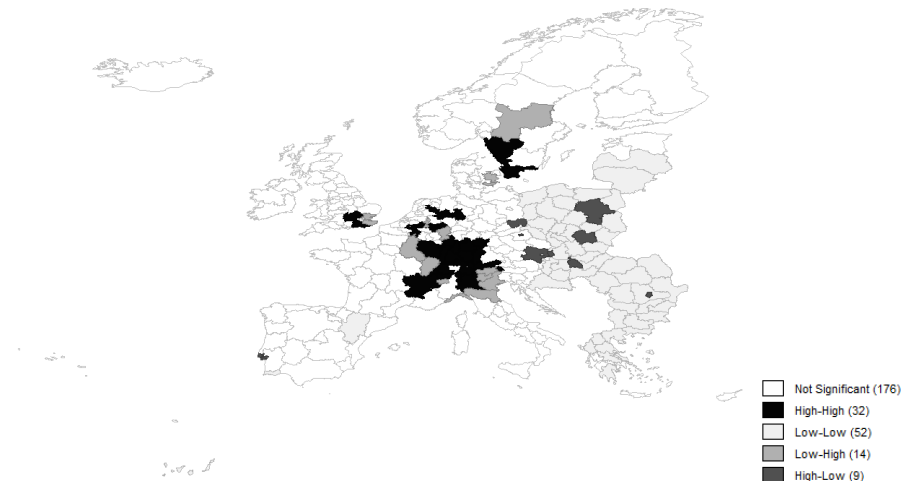 Not Significant (176)
High-High (32)
Low-Low (52)
Low-High (14)
High-Low (9)